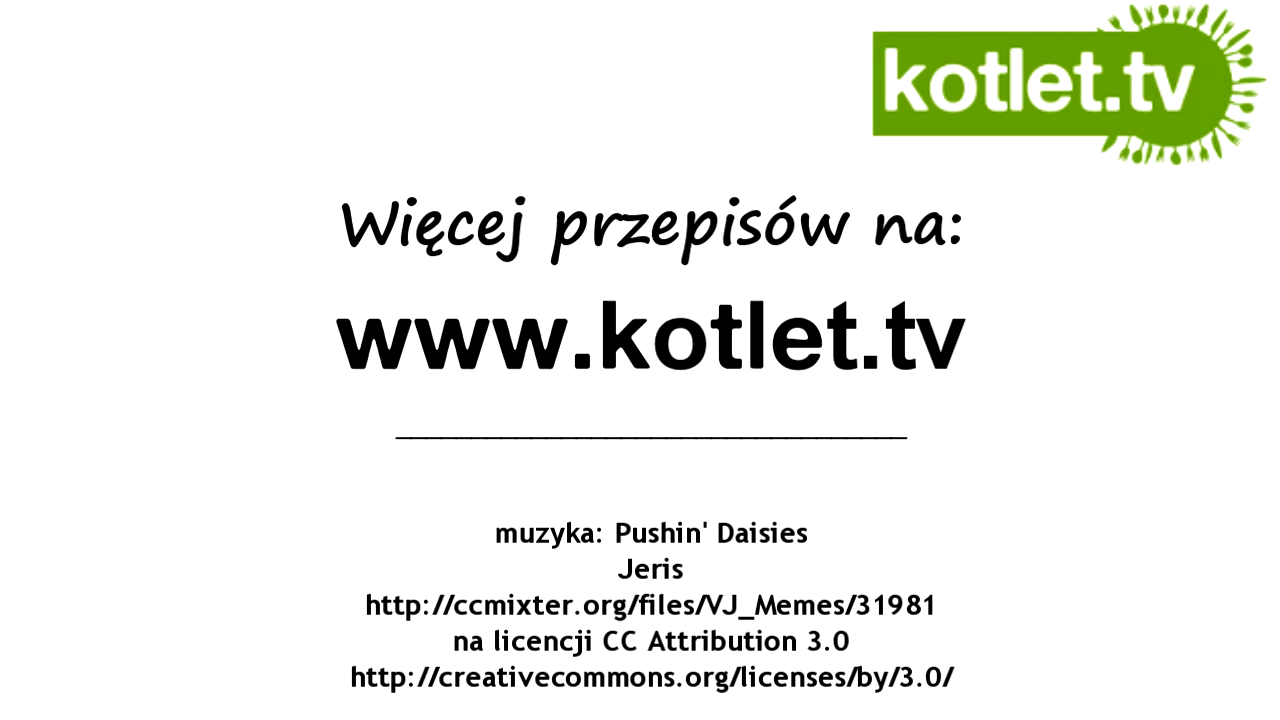 kotlet.tv
Więcej przepisów na:
www.kotlet.tv
muzyka: Pushin' Daisies
Jeris
http://ccmixter.org/files/VJ_Memes/31981
na licencji CC Attribution 3.0
http://creativecommons.org/licenses/by/3.0/